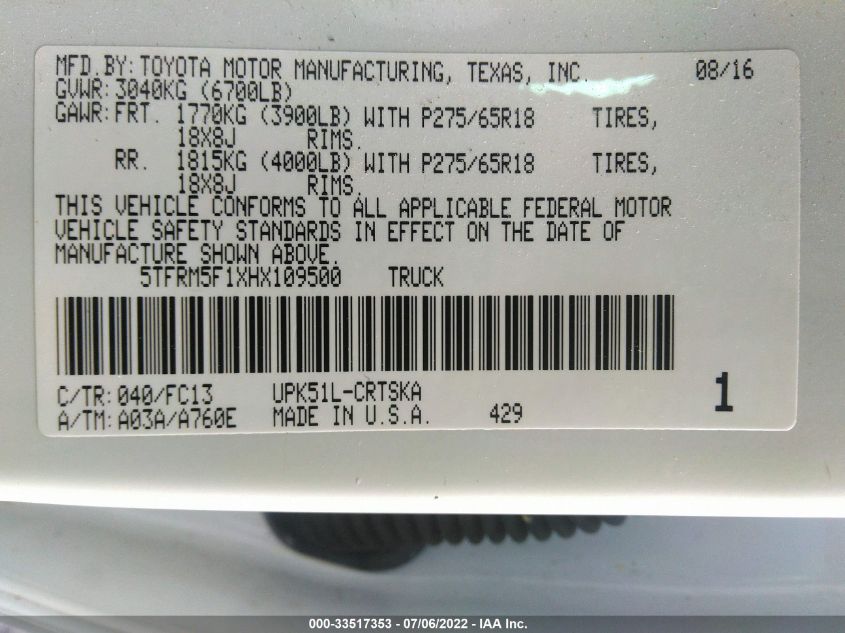 MFD. BY: TOYOTA MOTOR MANUFACTURING, TEXAS, INC. 08/16
GVWR: 3040KG (6700LB)
GAWR: FRT. 1770KG (3900LB) WITH P275/65R18 TIRES,
18X8J RIMS.
RR. 1815KG (4000LB) WITH P275/65R18 TIRES,
18X8J RIMS.
THIS VEHICLE CONFORMS TO ALL APPLICABLE FEDERAL MOTOR
VEHICLE SAFETY STANDARDS IN EFFECT ON THE DATE OF
MANUFACTURE SHOWN ABOVE.
5TFRM5F1XHX109500 TRUCK
C/TR: 040/FC13 UPK51L-CRTSKA 1
A/TM: A03A/A760E MADE IN U.S.A. 429
000-33517353 - 07/06/2022 - IAA Inc.